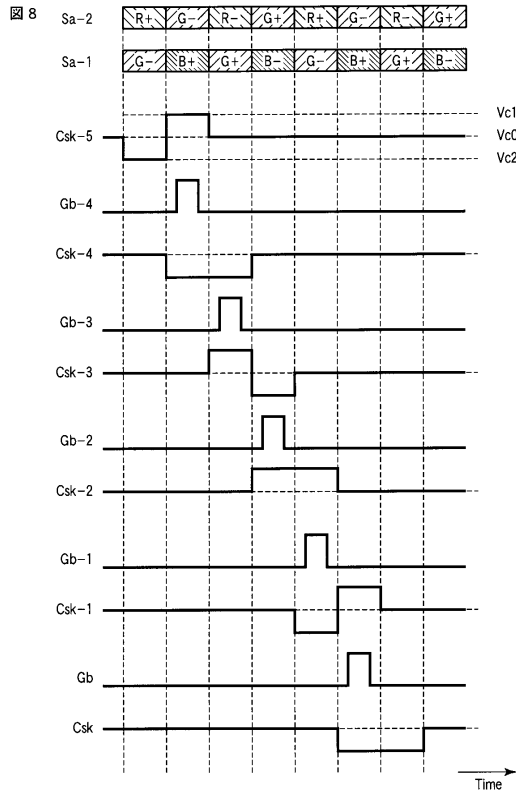 図 8
Sa-2 R+ G- R- G+ R+ G- R- G+
Sa-1 G- B+ G+ B- G- B+ G+ B-
Vc1
Csk-5 Vc0
Vc2
Gb-4
Csk-4
Gb-3
Csk-3
Gb-2
Csk-2
Gb-1
Csk-1
Gb
Csk
Time